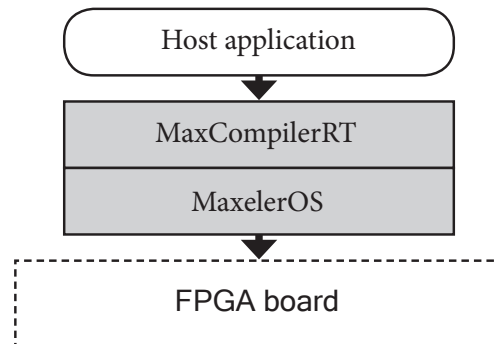 Host application
MaxCompilerRT
MaxelerOS
FPGA board